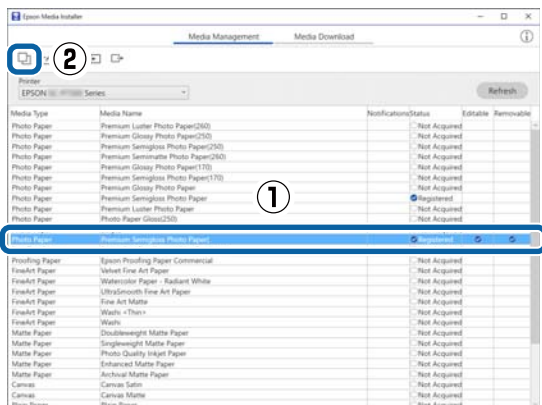 Epson Media Installer
Media Management Media Download
②
Printer
EPSON Series
Refresh
Media Type Media Name Notifications Status Editable Removable
Photo Paper Premium Luster Photo Paper(260) Not Acquired
Photo Paper Premium Glossy Photo Paper(250) Not Acquired
Photo Paper Premium Semigloss Photo Paper(250) Not Acquired
Photo Paper Premium Semimatte Photo Paper(260) Not Acquired
Photo Paper Premium Glossy Photo Paper(170) Not Acquired
Photo Paper Premium Semigloss Photo Paper(170) Not Acquired
Photo Paper Premium Glossy Photo Paper Not Acquired
Photo Paper Premium Semigloss Photo Paper Registered
Photo Paper Premium Luster Photo Paper Not Acquired
Photo Paper Photo Paper Gloss(250) Not Acquired
①
Photo Paper Premium Semigloss Photo Paper Registered
Proofing Paper Epson Proofing Paper Commercial Not Acquired
FineArt Paper Velvet Fine Art Paper Not Acquired
FineArt Paper Watercolor Paper - Radiant White Not Acquired
FineArt Paper UltraSmooth Fine Art Paper Not Acquired
FineArt Paper Fine Art Matte Not Acquired
FineArt Paper Washi <Thin> Not Acquired
FineArt Paper Washi Not Acquired
Matte Paper Doubleweight Matte Paper Not Acquired
Matte Paper Singleweight Matte Paper Not Acquired
Matte Paper Photo Quality Inkjet Paper Not Acquired
Matte Paper Enhanced Matte Paper Not Acquired
Matte Paper Archival Matte Paper Not Acquired
Canvas Canvas Satin Not Acquired
Canvas Canvas Matte Not Acquired